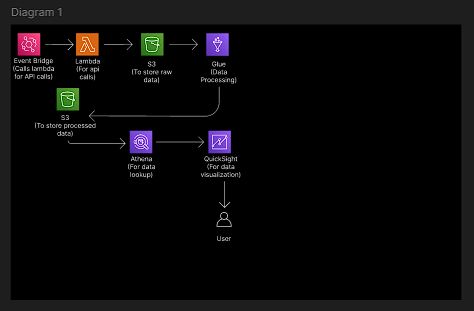 Diagram 1
Event Bridge
(Calls lambda
for API calls)
Lambda
(For api
calls)
S3
(To store raw
data)
Glue
(Data
Processing)
S3
(To store processed
data)
Athena
(For data
lookup)
QuickSight
(For data
visualization)
User